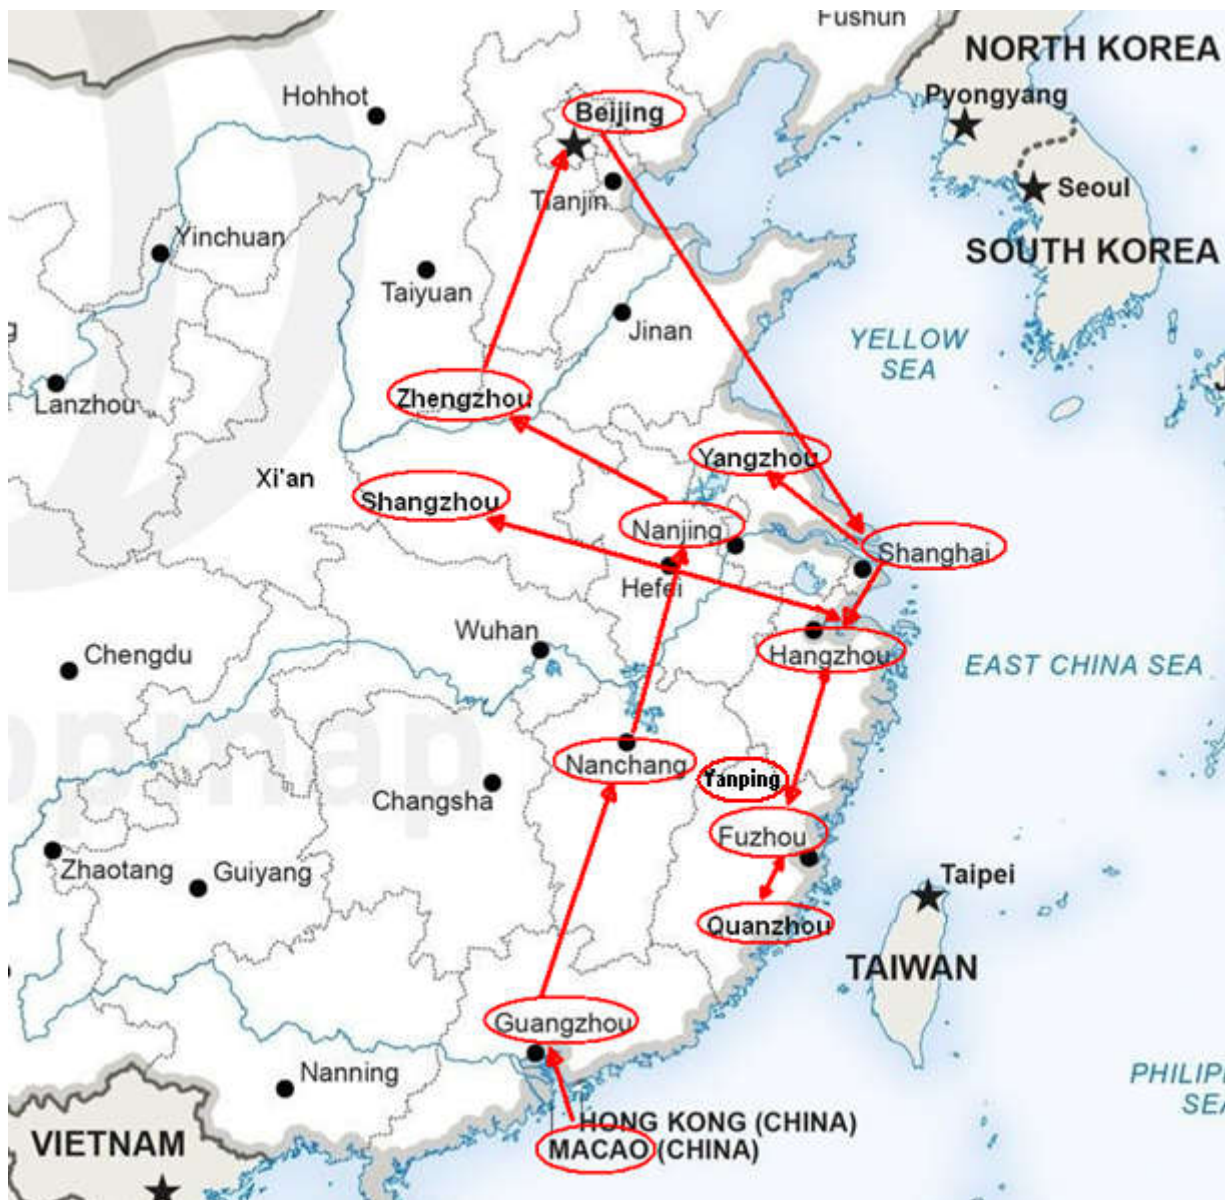 Fushun
NORTH KOREA
Hohhot
Beijing
Pyongyang
Tianjin
Seoul
Yinchuan
SOUTH KOREA
Taiyuan
Jinan
YELLOW
SEA
Zhengzhou
Lanzhou
Yangzhou
Xi'an
Shangzhou
Nanjing
Shanghai
Hefei
Wuhan
Hangzhou
Chengdu
EAST CHINA SEA
Nanchang
Yanping
Changsha
Fuzhou
Zhaotang
Guiyang
Taipei
Quanzhou
TAIWAN
Guangzhou
Nanning
HONG KONG (CHINA)
MACAO (CHINA)
VIETNAM